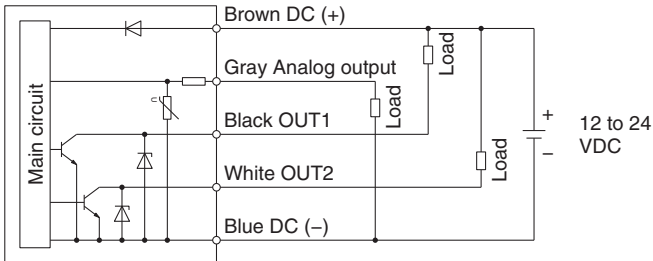 Brown DC (+)
Gray Analog output
Black OUT1
White OUT2
Blue DC (−)
Main circuit
Load
Load
Load
+
−
12 to 24
VDC